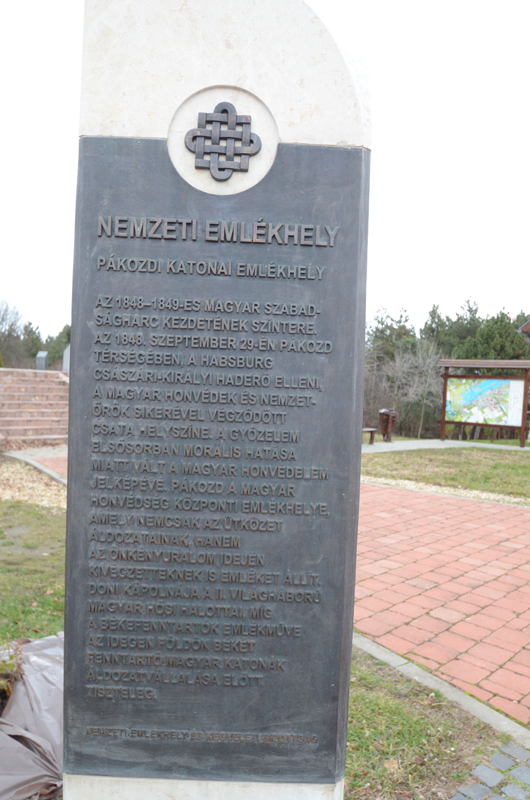 NEMZETI EMLÉKHELY
PÁKOZDI KATONAI EMLÉKHELY
AZ 1848–1849-ES MAGYAR SZABAD-
SÁGHARC KEZDETÉNEK SZÍNTERE.
AZ 1848. SZEPTEMBER 29-ÉN PÁKOZD
TÉRSÉGÉBEN, A HABSBURG
CSÁSZÁRI-KIRÁLYI HADERŐ ELLENI,
A MAGYAR HONVÉDEK ÉS NEMZET-
ŐRÖK SIKERÉVEL VÉGZŐDÖTT
CSATA HELYSZÍNE. A GYŐZELEM
ELSŐSORBAN MORÁLIS HATÁSA
MIATT VÁLT A MAGYAR HONVÉDELEM
JELKÉPÉVÉ. PÁKOZD A MAGYAR
HONVÉDSÉG KÖZPONTI EMLÉKHELYE,
AMELY NEMCSAK AZ ÜTKÖZET
ÁLDOZATAINAK, HANEM
AZ ÖNKÉNYURALOM IDEJÉN
KIVÉGZETTEKNEK IS EMLÉKET ÁLLÍT.
DONI KÁPOLNÁJA A II. VILÁGHÁBORÚ
MAGYAR HŐSI HALOTTAI, MÍG
A BÉKEFENNTARTÓK EMLÉKMŰVE
AZ IDEGEN FÖLDÖN BÉKÉT
FENNTARTÓ MAGYAR KATONÁK
ÁLDOZATVÁLLALÁSA ELŐTT
TISZTELEG.
NEMZETI EMLÉKHELY